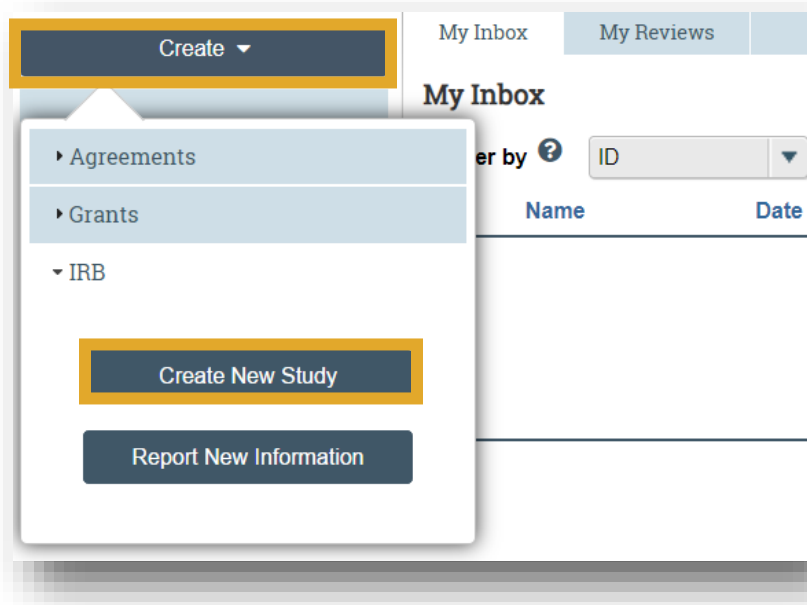 Create
My Inbox
My Reviews
My Inbox
er by
ID
Name
Date
Agreements
Grants
IRB
Create New Study
Report New Information